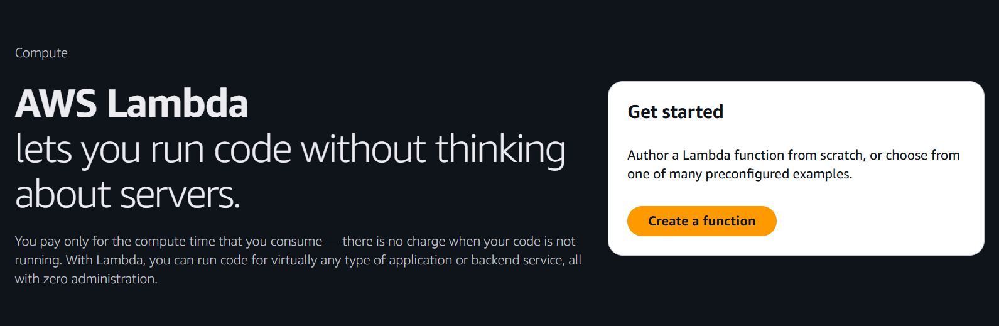 Compute
AWS Lambda
lets you run code without thinking
about servers.
You pay only for the compute time that you consume — there is no charge when your code is not
running. With Lambda, you can run code for virtually any type of application or backend service, all
with zero administration.
Get started
Author a Lambda function from scratch, or choose from
one of many preconfigured examples.
Create a function